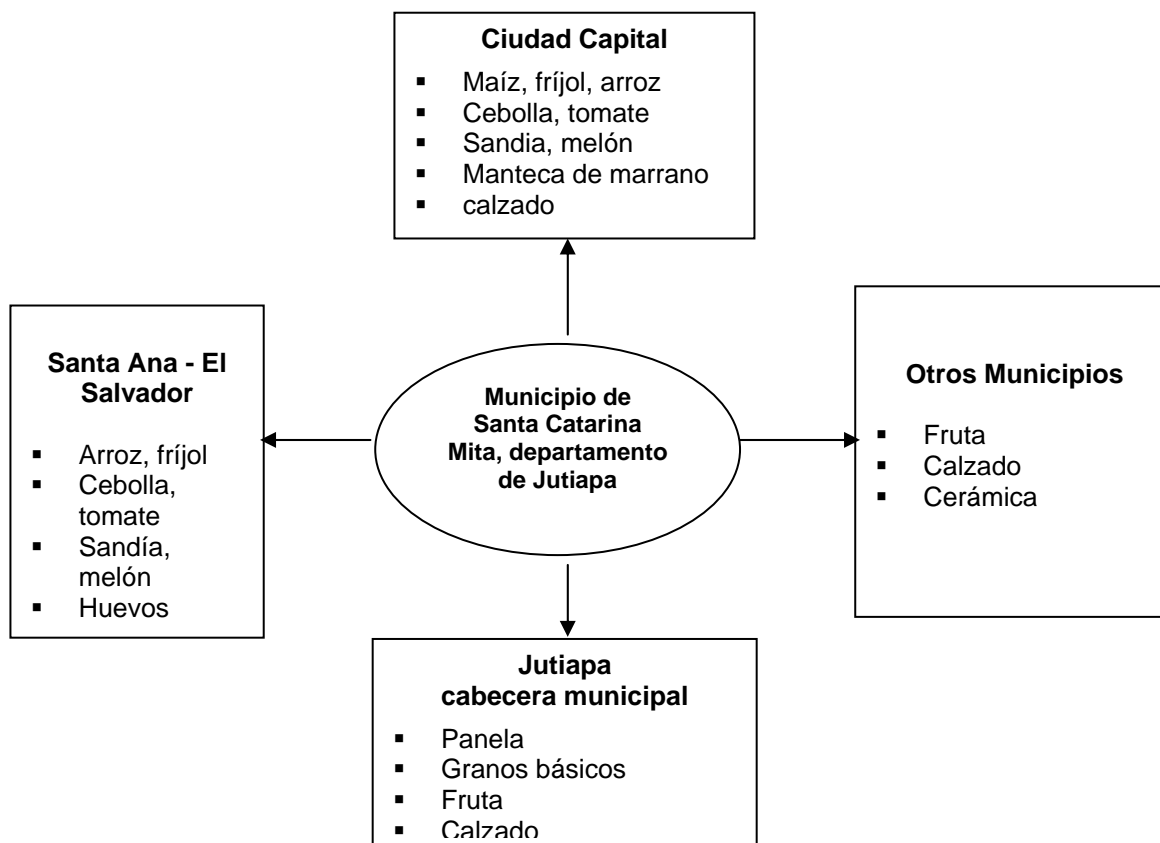 Ciudad Capital
▪ Maíz, fríjol, arroz
▪ Cebolla, tomate
▪ Sandia, melón
▪ Manteca de marrano
▪ calzado
Santa Ana - El
Salvador
▪ Arroz, fríjol
▪ Cebolla,
tomate
▪ Sandía,
melón
▪ Huevos
Municipio de
Santa Catarina
Mita, departamento
de Jutiapa
Otros Municipios
▪ Fruta
▪ Calzado
▪ Cerámica
Jutiapa
cabecera municipal
▪ Panela
▪ Granos básicos
▪ Fruta
▪ Calzado